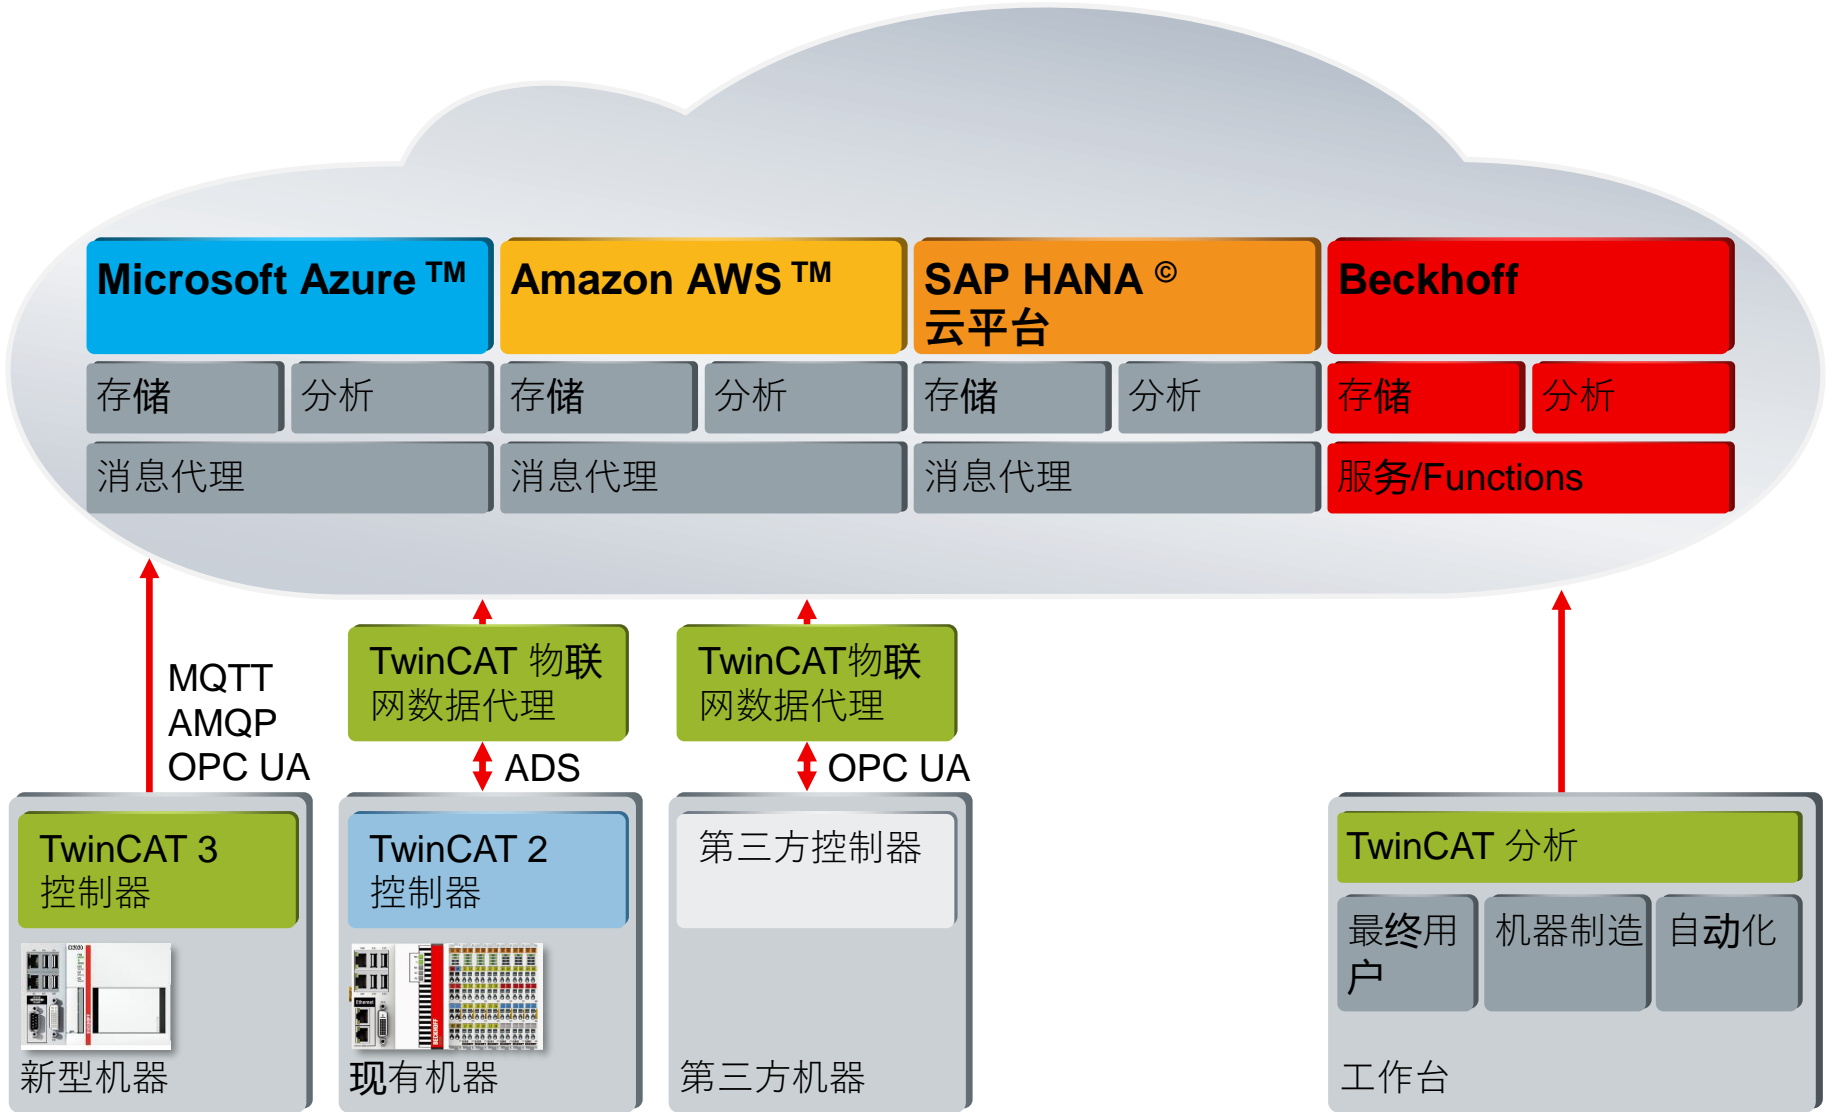 Microsoft Azure ™
Amazon AWS ™
SAP HANA ©
云平台
Beckhoff
存储
分析
存储
分析
存储
分析
存储
分析
消息代理
消息代理
消息代理
服务/Functions
MQTT
AMQP
OPC UA
TwinCAT 物联
网数据代理
ADS
TwinCAT物联
网数据代理
OPC UA
TwinCAT 3
控制器
新型机器
TwinCAT 2
控制器
Ethernet
BECKHOFF
现有机器
第三方控制器
第三方机器
TwinCAT 分析
最终用
户
机器制造
自动化
工作台